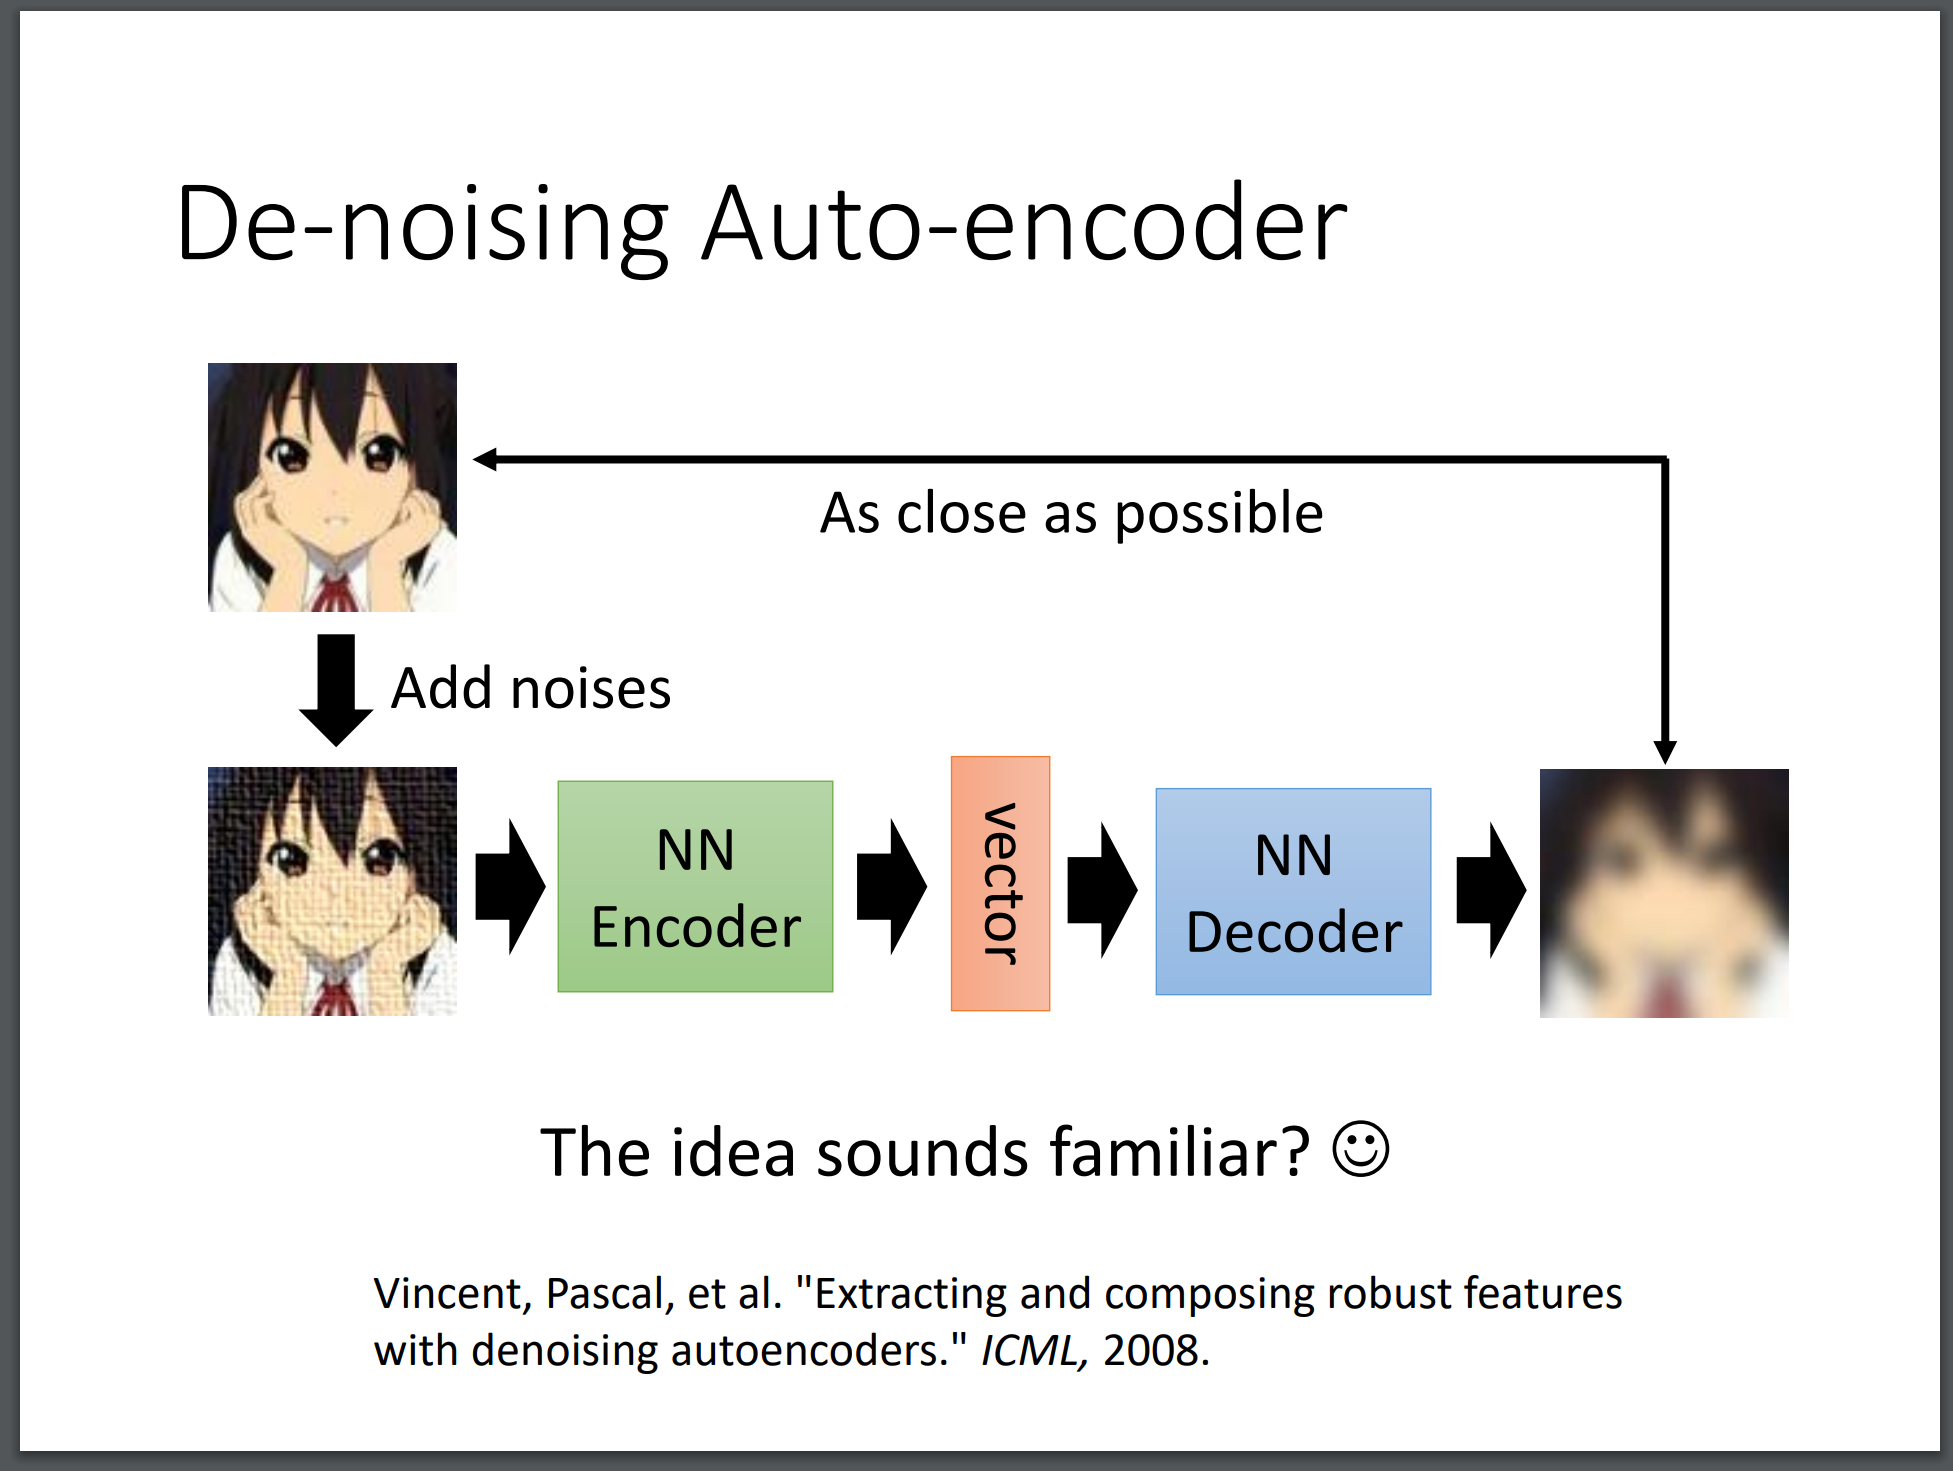 De-noising Auto-encoder
As close as possible
Add noises
NN
Encoder
vector
NN
Decoder
The idea sounds familiar? ☺
Vincent, Pascal, et al. "Extracting and composing robust features
with denoising autoencoders." ICML, 2008.